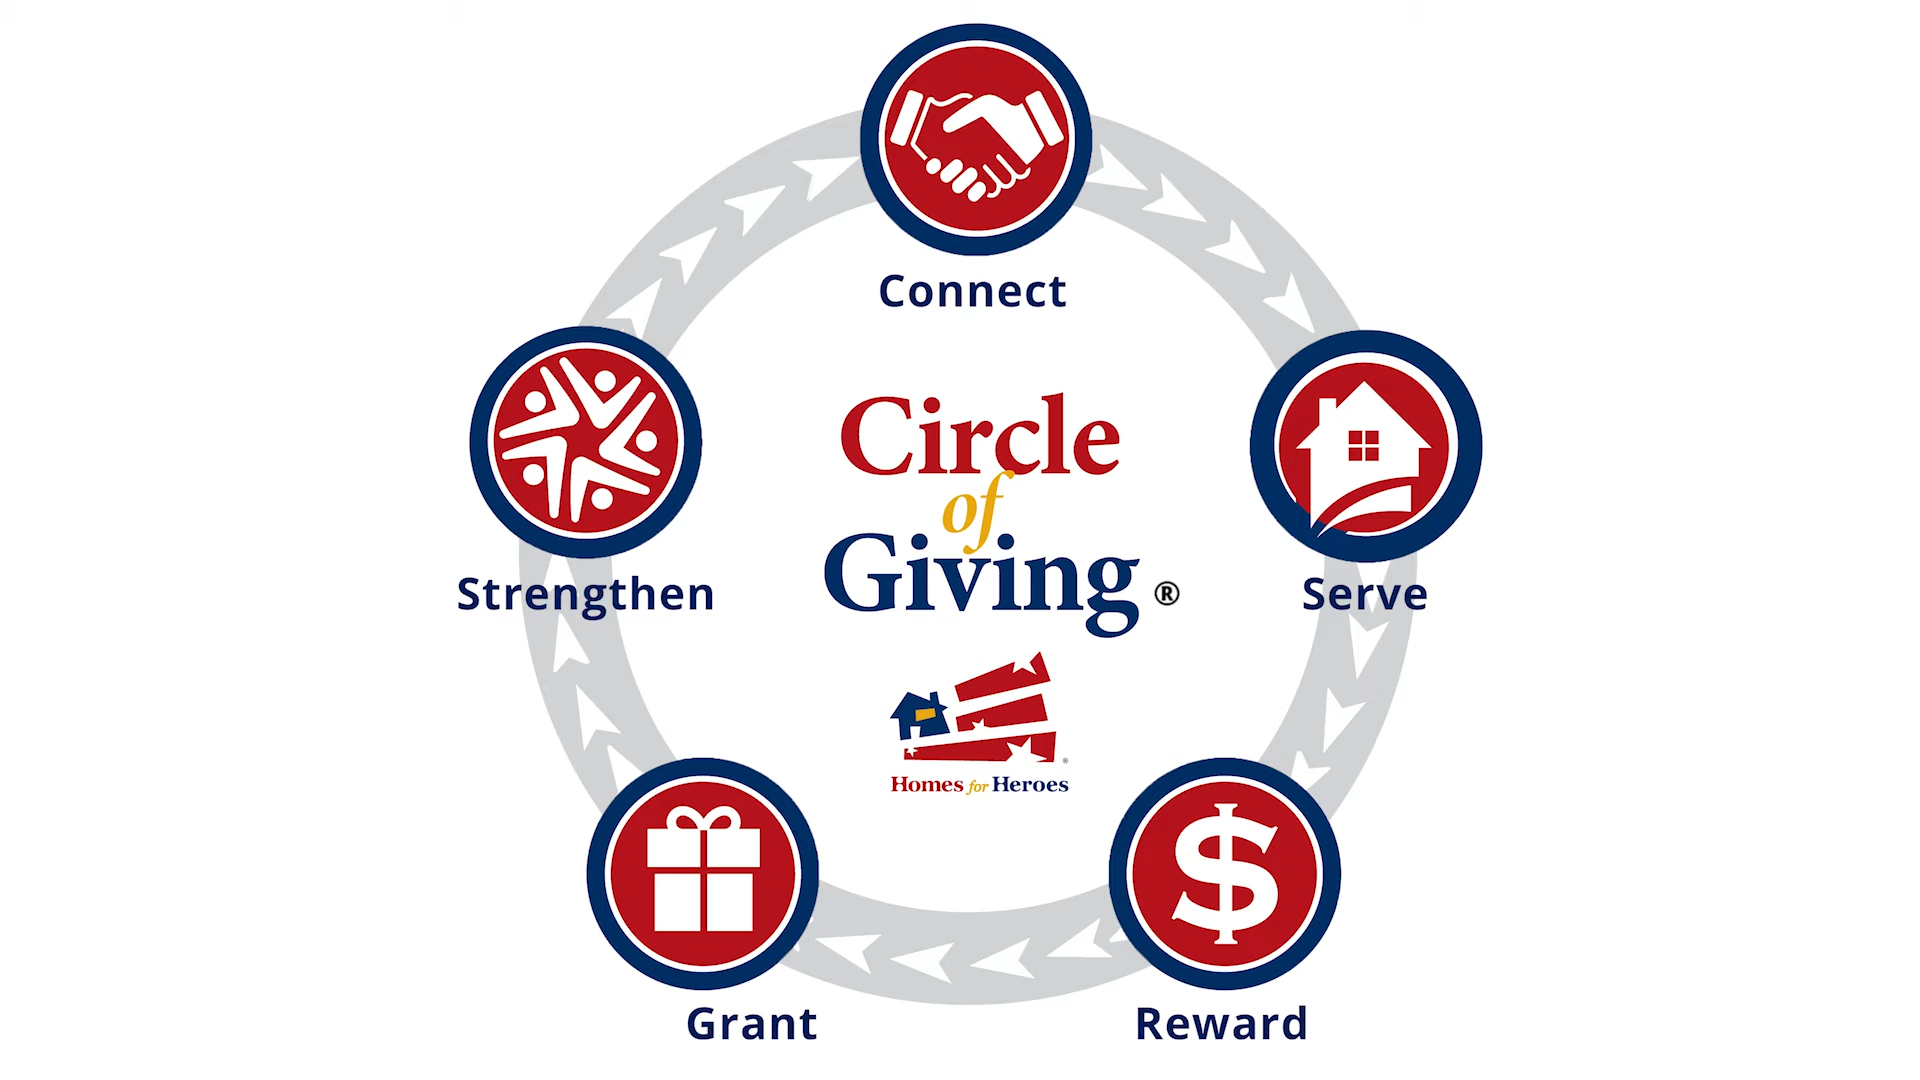 Connect
Strengthen
Circle
of
Giving ®
Serve
Homes for Heroes ®
Grant
Reward